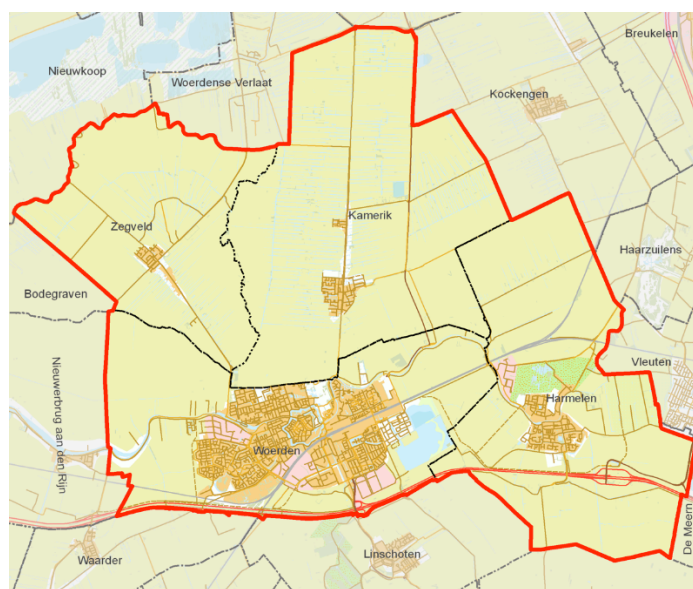 Breukelen
Nieuwkoop
Woerdense Verlaat
Kockengen
Kamerik
Zegveld
Haarzuilens
Bodegraven
Vleuten
Nieuwerbrug aan den Rijn
Harmelen
Woerden
De Meern
Linschoten
Waarder